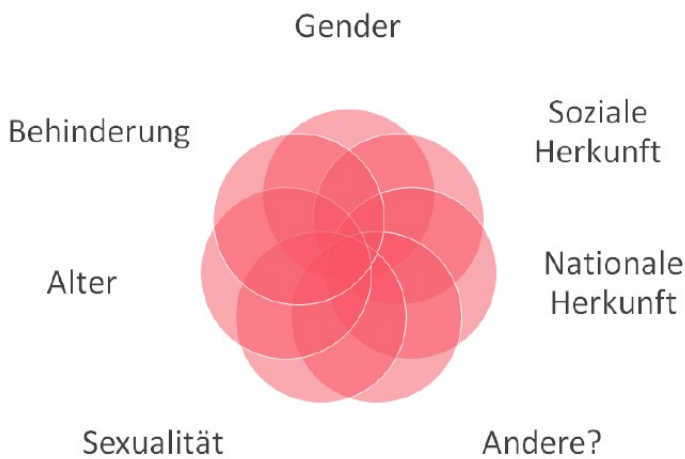 Gender
Soziale
Herkunft
Behinderung
Nationale
Herkunft
Alter
Sexualität
Andere?